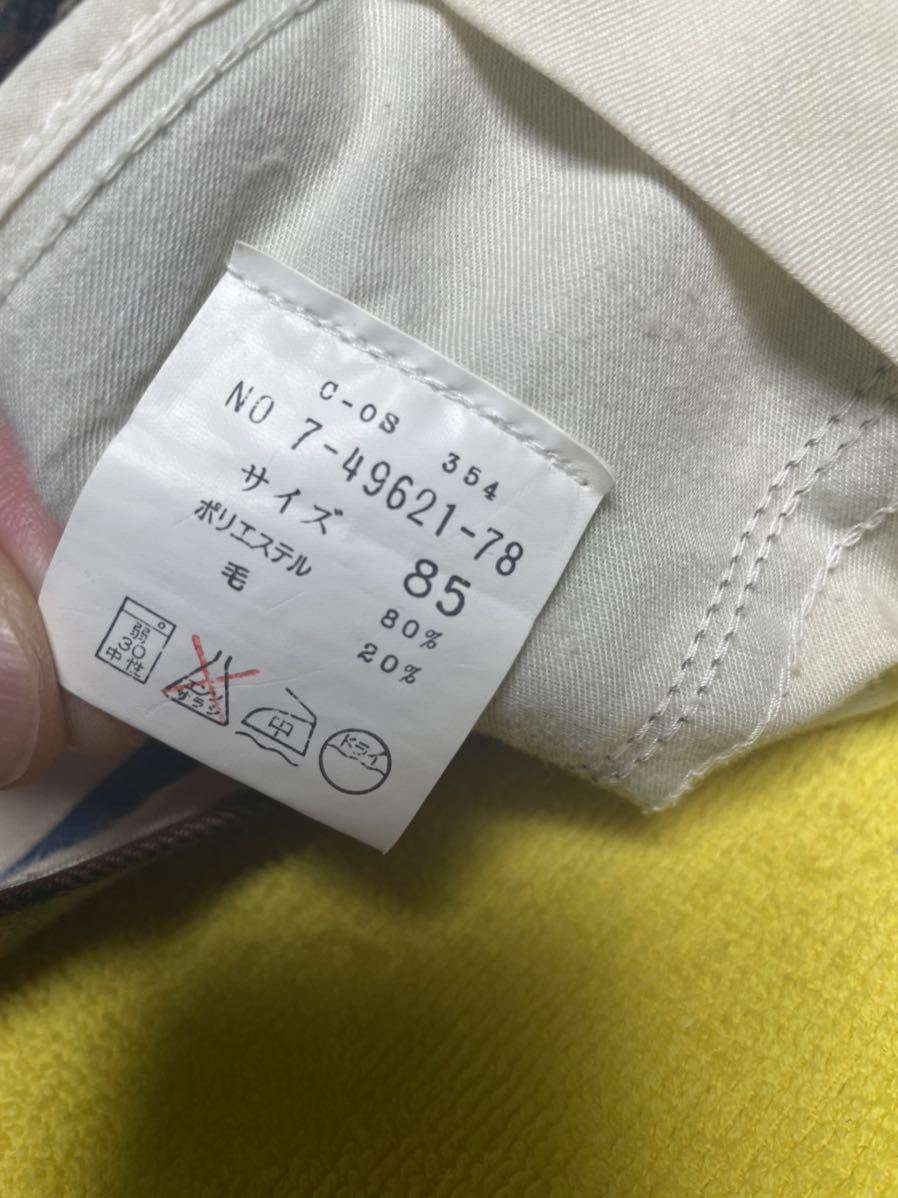 C-OS 354
NO 7-49621-78
サイズ 85
ポリエステル 80%
毛 20%
弱
30
中性
エンソ
サラシ
中
ドライ